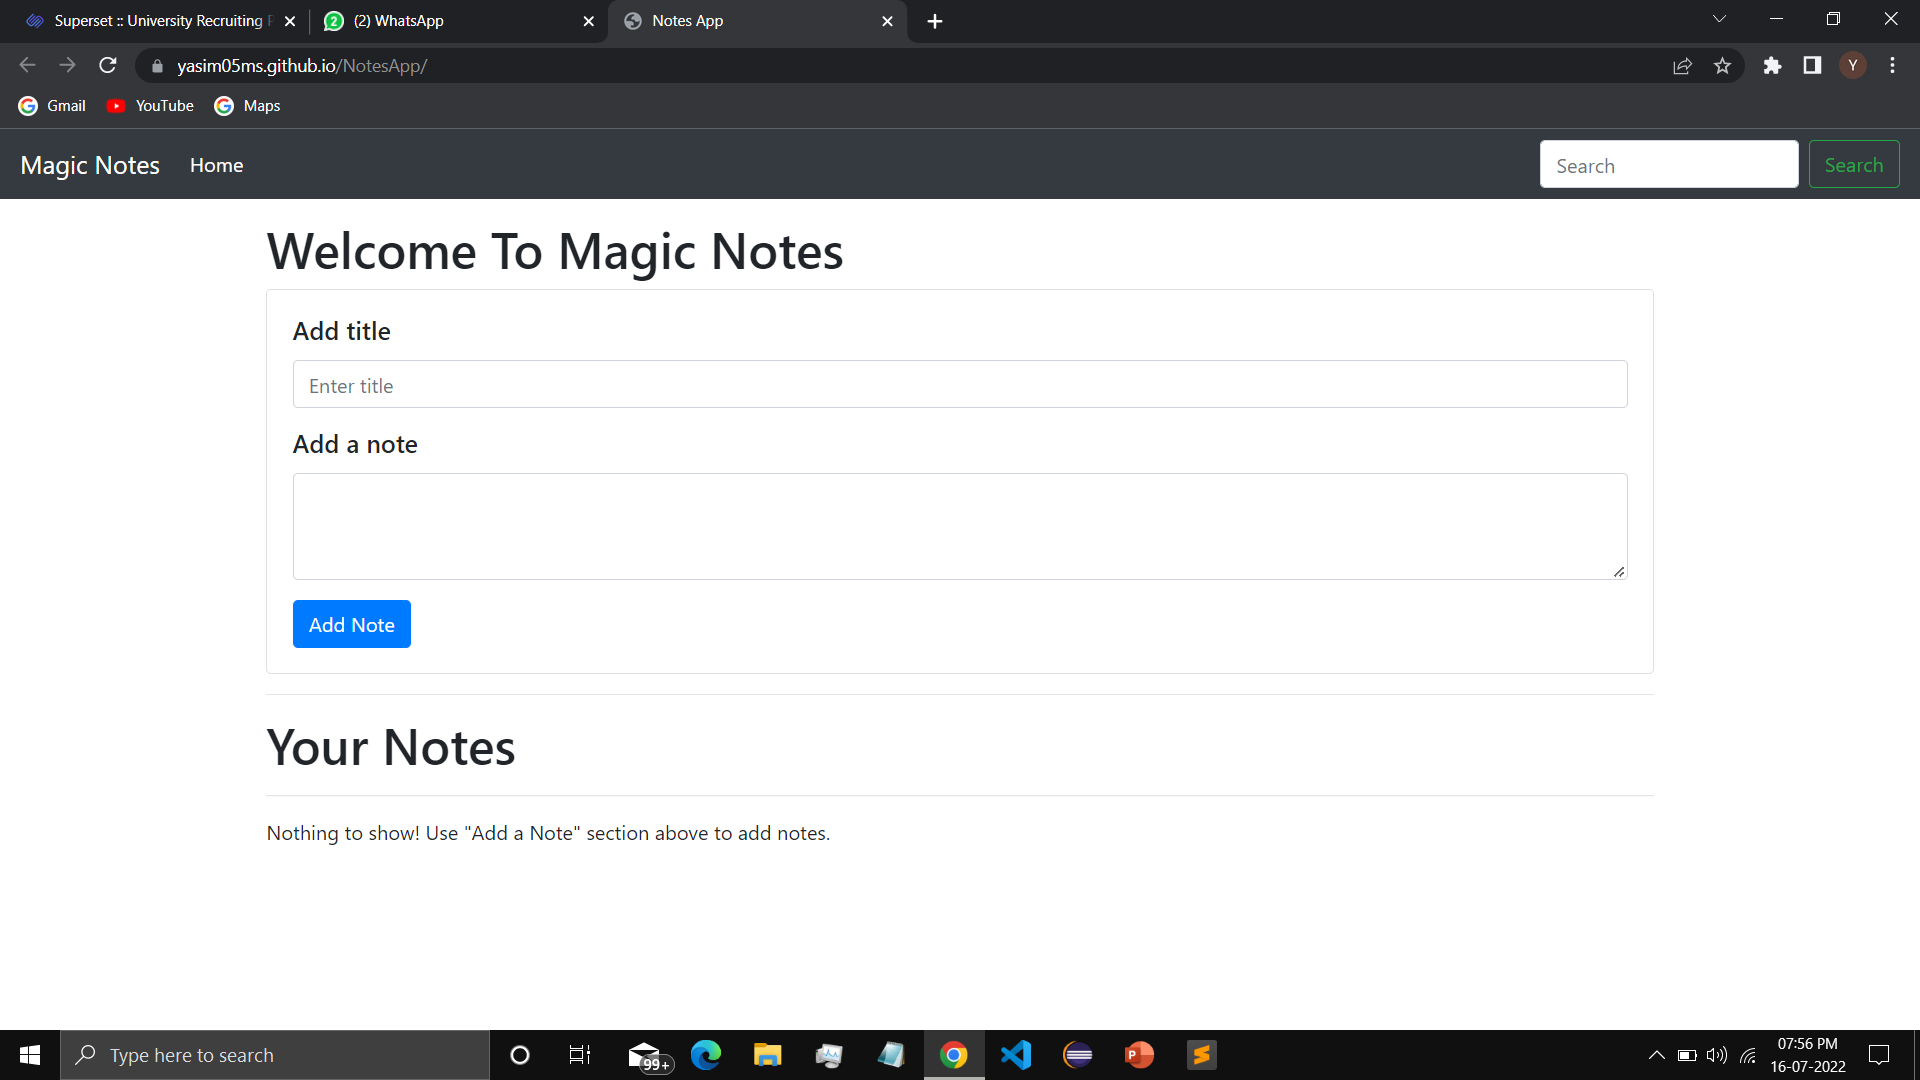 Superset :: University Recruiting
(2) WhatsApp
Notes App
yasim05ms.github.io/NotesApp/
Y
Gmail
YouTube
Maps
Magic Notes
Home
Search
Search
Welcome To Magic Notes
Add title
Enter title
Add a note
Add Note
Your Notes
Nothing to show! Use "Add a Note" section above to add notes.
Type here to search
99+
07:56 PM
16-07-2022